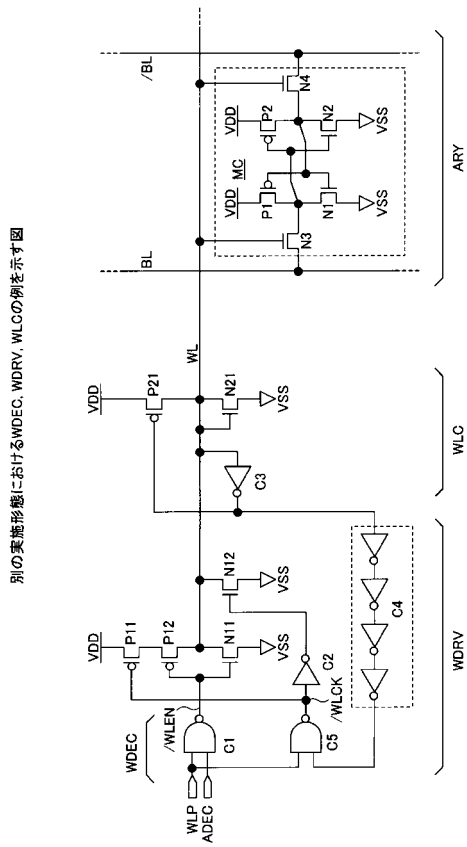 別の実施形態におけるWDEC, WDRV, WLCの例を示す図
WDEC
/WLEN
WLP
ADEC
C1
VDD
P11
P12
N11
VSS
C5
/WLCK
C2
N12
VSS
C4
WDRV
VDD
P21
N21
VSS
C3
WLC
WL
BL
/BL
MC
VDD
P1
N1
VSS
N3
VDD
P2
N2
VSS
N4
ARY